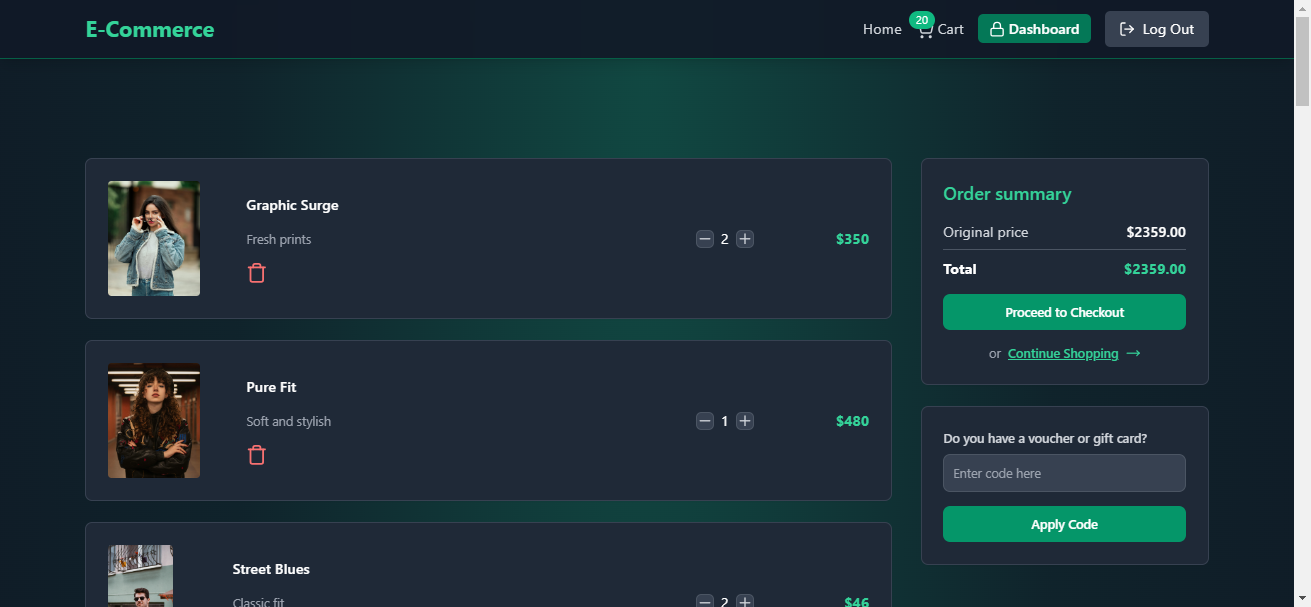 E-Commerce
Home
20
Cart
Dashboard
Log Out
Graphic Surge
Fresh prints
2
$350
Pure Fit
Soft and stylish
1
$480
Street Blues
Classic fit
2
$46
Order summary
Original price $2359.00
Total $2359.00
Proceed to Checkout
or Continue Shopping →
Do you have a voucher or gift card?
Enter code here
Apply Code